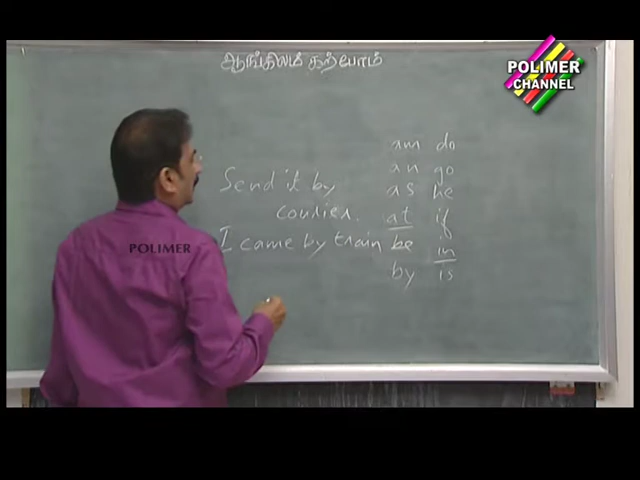 ஆங்கிலம் கற்போம்
POLIMER
CHANNEL
am do
an go
Send it by as he
courier. at if
I came by train be in
by is
POLIMER